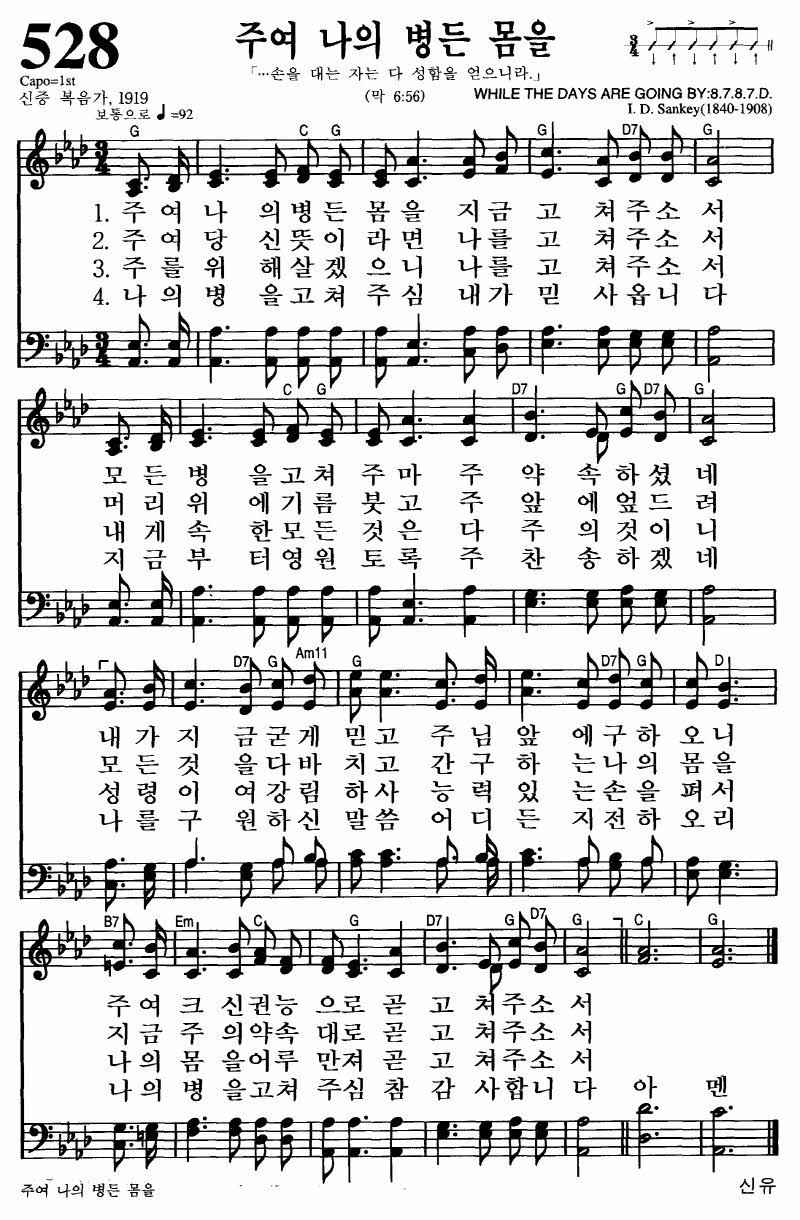 528
주여 나의 병든 몸을
「…손을 대는 자는 다 성함을 얻으니라.」
Capo=1st
신증 복음가, 1919
(막 6:56)
WHILE THE DAYS ARE GOING BY:8.7.8.7.D.
I. D. Sankey(1840-1908)
보통으로 ♩=92
G C G G D7 G
1. 주 여 나 의 병 든 몸 을 지 금 고 쳐 주 소 서
2. 주 여 당 신 뜻 이 라 면 나 를 고 쳐 주 소 서
3. 주 를 위 해 살 겠 으 니 나 를 고 쳐 주 소 서
4. 나 의 병 을 고 쳐 주 심 내 가 믿 사 옵 니 다
C G D7 G D7 G
모 든 병 을 고 쳐 주 마 주 약 속 하 셨 네
머 리 위 에 기 름 붓 고 주 앞 에 엎 드 려
내 게 속 한 모 든 것 은 다 주 의 것 이 니
지 금 부 터 영 원 토 록 주 찬 송 하 겠 네
D7 G Am11 G D7 G D
내 가 지 금 굳 게 믿 고 주 님 앞 에 구 하 오 니
모 든 것 을 다 바 치 고 간 구 하 는 나 의 몸 을
성 령 이 여 강 림 하 사 능 력 있 는 손 을 펴 서
나 를 구 원 하 신 말 씀 어 디 든 지 전 하 오 리
B7 Em C G D7 G D7 G C G
주 여 크 신 권 능 으 로 곧 고 쳐 주 소 서
지 금 주 의 약 속 대 로 곧 고 쳐 주 소 서
나 의 몸 을 어 루 만 져 곧 고 쳐 주 소 서
나 의 병 을 고 쳐 주 심 참 감 사 합 니 다 아 멘
주여 나의 병든 몸을
신유